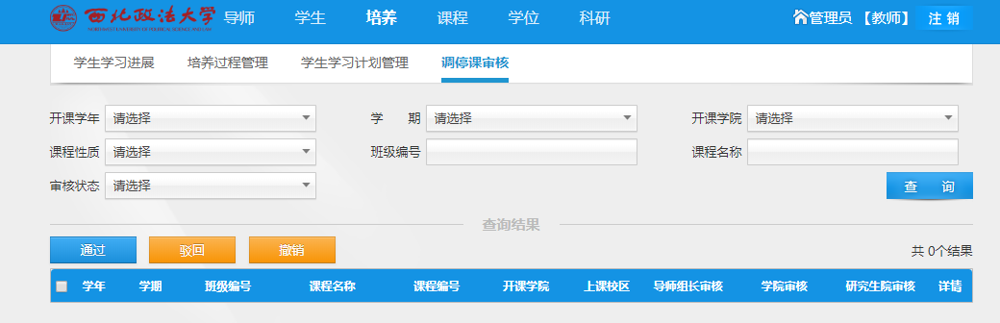 西北政法大学 导师 学生 培养 课程 学位 科研 管理员 【教师】 注 销
学生学习进展 培养过程管理 学生学习计划管理 调停课审核
开课学年 请选择 学 期 请选择 开课学院 请选择
课程性质 请选择 班级编号 课程名称
审核状态 请选择 查 询
查询结果
通过 驳回 撤销 共 0个结果
学年 学期 班级编号 课程名称 课程编号 开课学院 上课校区 导师组长审核 学院审核 研究生院审核 详情